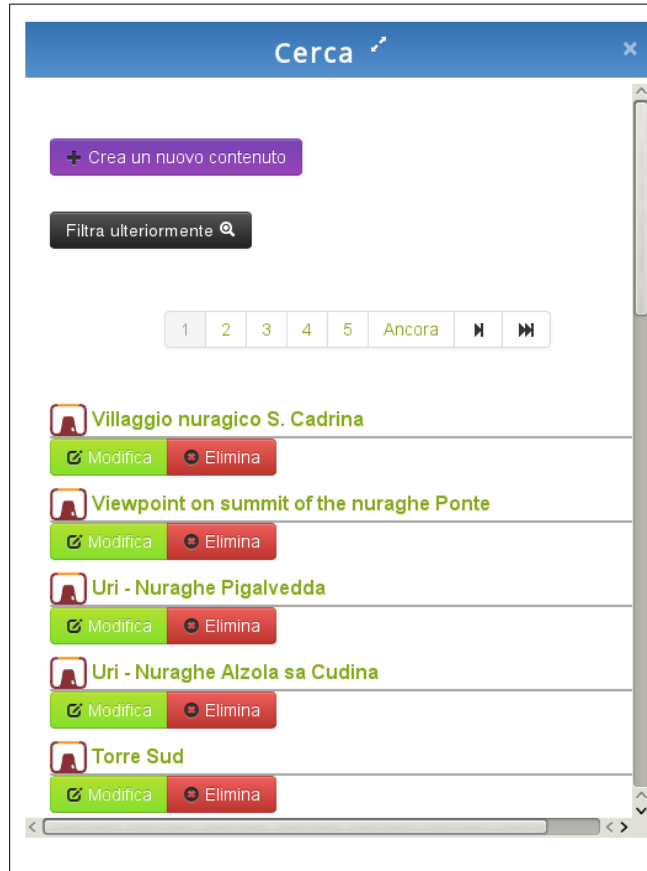 Cerca
×
Crea un nuovo contenuto
Filtra ulteriormente
1 2 3 4 5 Ancora
Villaggio nuragico S. Cadrina
Modifica Elimina
Viewpoint on summit of the nuraghe Ponte
Modifica Elimina
Uri - Nuraghe Pigalvedda
Modifica Elimina
Uri - Nuraghe Alzola sa Cudina
Modifica Elimina
Torre Sud
Modifica Elimina